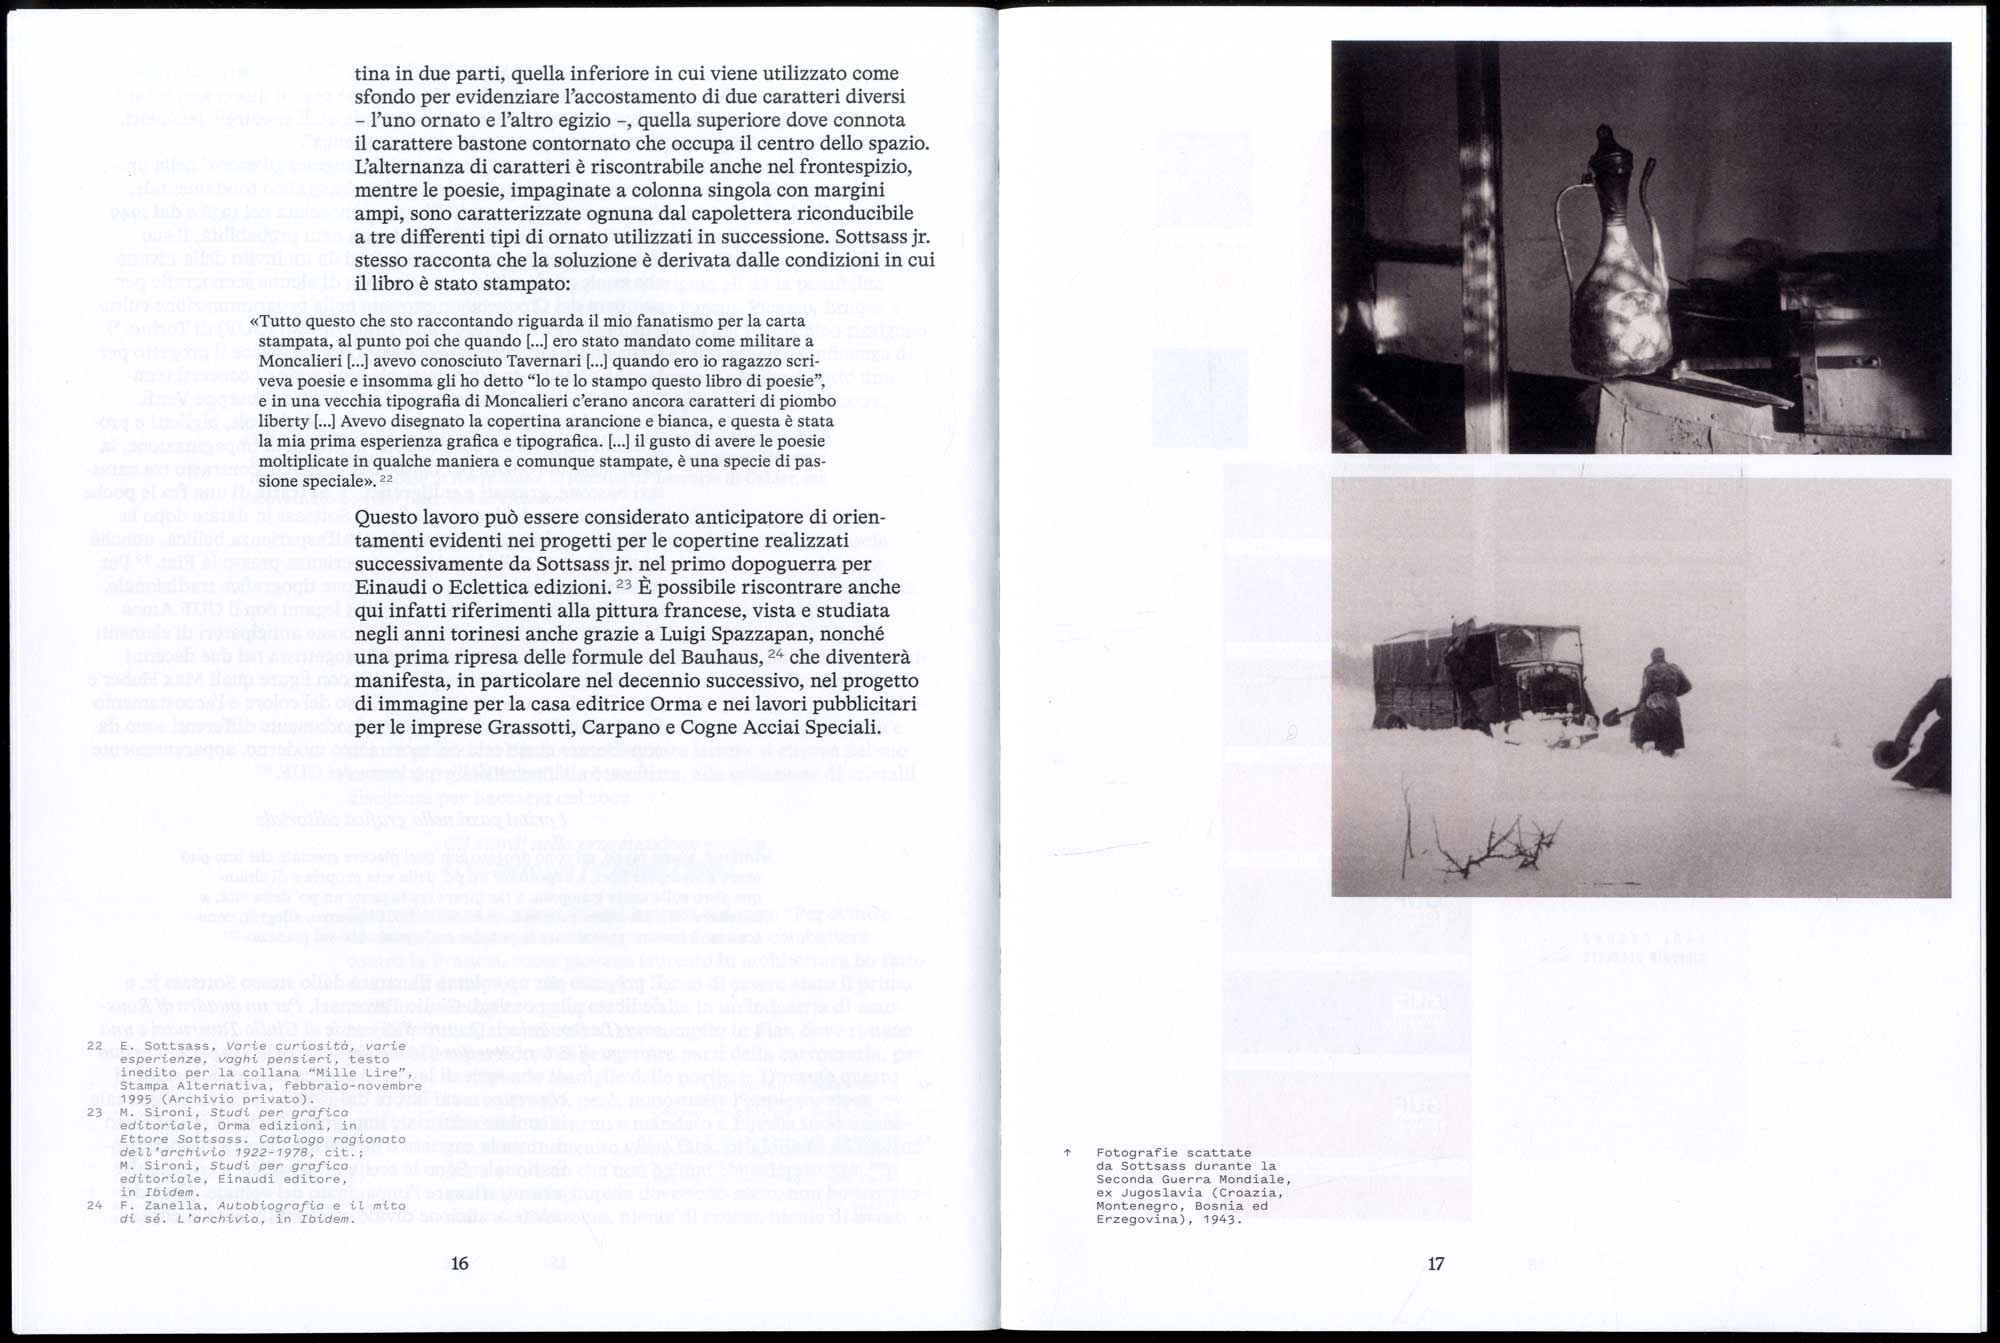 tina in due parti, quella inferiore in cui viene utilizzato come
sfondo per evidenziare l’accostamento di due caratteri diversi
– l’uno ornato e l’altro egizio –, quella superiore dove connota
il carattere bastone contornato che occupa il centro dello spazio.
L’alternanza di caratteri è riscontrabile anche nel frontespizio,
mentre le poesie, impaginate a colonna singola con margini
ampi, sono caratterizzate ognuna dal capolettera riconducibile
a tre differenti tipi di ornato utilizzati in successione. Sottsass jr.
stesso racconta che la soluzione è derivata dalle condizioni in cui
il libro è stato stampato:
«Tutto questo che sto raccontando riguarda il mio fanatismo per la carta
stampata, al punto poi che quando […] ero stato mandato come militare a
Moncalieri […] avevo conosciuto Tavernari […] quando ero io ragazzo scri-
veva poesie e insomma gli ho detto “Io te lo stampo questo libro di poesie”,
e in una vecchia tipografia di Moncalieri c’erano ancora caratteri di piombo
liberty […] Avevo disegnato la copertina arancione e bianca, e questa è stata
la mia prima esperienza grafica e tipografica. […] il gusto di avere le poesie
moltiplicate in qualche maniera e comunque stampate, è una specie di pas-
sione speciale». 22
Questo lavoro può essere considerato anticipatore di orien-
tamenti evidenti nei progetti per le copertine realizzati
successivamente da Sottsass jr. nel primo dopoguerra per
Einaudi o Eclettica edizioni. 23 È possibile riscontrare anche
qui infatti riferimenti alla pittura francese, vista e studiata
negli anni torinesi anche grazie a Luigi Spazzapan, nonché
una prima ripresa delle formule del Bauhaus, 24 che diventerà
manifesta, in particolare nel decennio successivo, nel progetto
di immagine per la casa editrice Orma e nei lavori pubblicitari
per le imprese Grassotti, Carpano e Cogne Acciai Speciali.
22 E. Sottsass, Varie curiosità, varie
esperienze, vaghi pensieri, testo
inedito per la collana “Mille Lire”,
Stampa Alternativa, febbraio-novembre
1995 (Archivio privato).
23 M. Sironi, Studi per grafica
editoriale, Orma edizioni, in
Ettore Sottsass. Catalogo ragionato
dell’archivio 1922-1978, cit.;
M. Sironi, Studi per grafica
editoriale, Einaudi editore,
in Ibidem.
24 F. Zanella, Autobiografia e il mito
di sé. L’archivio, in Ibidem.
16
↑ Fotografie scattate
da Sottsass durante la
Seconda Guerra Mondiale,
ex Jugoslavia (Croazia,
Montenegro, Bosnia ed
Erzegovina), 1943.
17